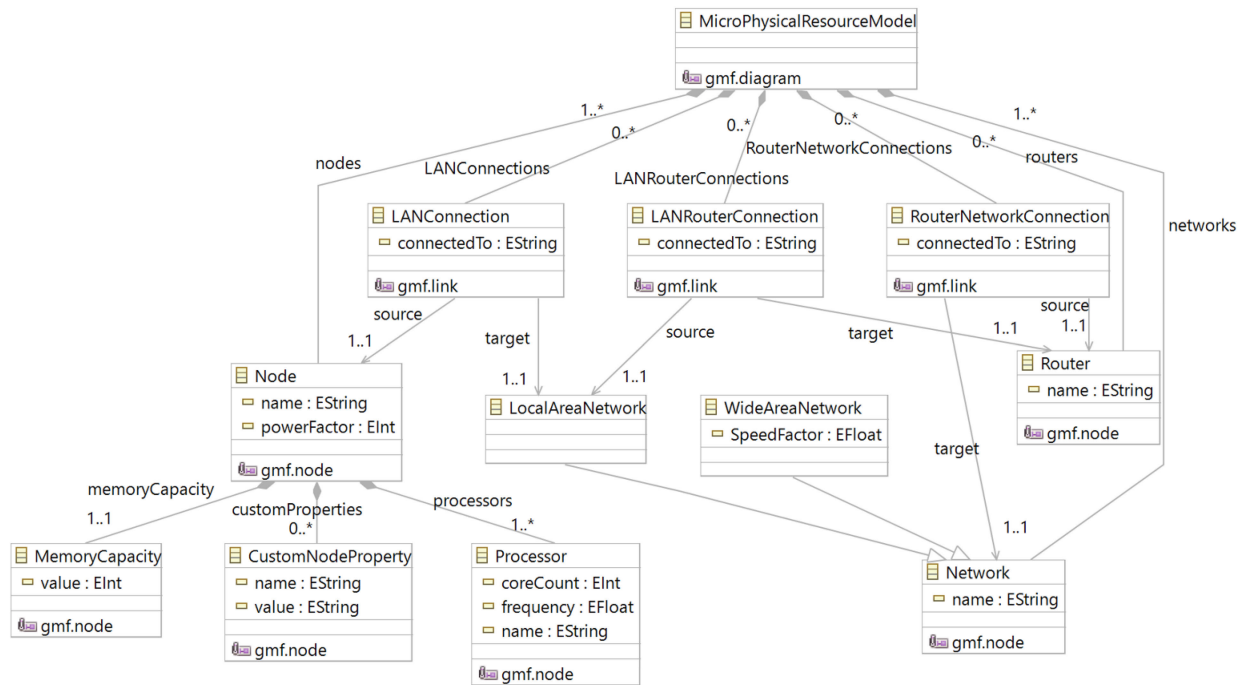 MicroPhysicalResourceModel
gmf.diagram
1..*
0..*
0..*
0..*
0..*
1..*
nodes
LANConnections
LANRouterConnections
RouterNetworkConnections
routers
networks
LANConnection
connectedTo : EString
gmf.link
LANRouterConnection
connectedTo : EString
gmf.link
RouterNetworkConnection
connectedTo : EString
gmf.link
source
1..1
target
1..1
source
1..1
target
1..1
source
1..1
target
1..1
Node
name : EString
powerFactor : EInt
gmf.node
LocalAreaNetwork
WideAreaNetwork
SpeedFactor : EFloat
Router
name : EString
gmf.node
memoryCapacity
1..1
customProperties
0..*
processors
1..*
MemoryCapacity
value : EInt
gmf.node
CustomNodeProperty
name : EString
value : EString
gmf.node
Processor
coreCount : EInt
frequency : EFloat
name : EString
gmf.node
Network
name : EString
gmf.node